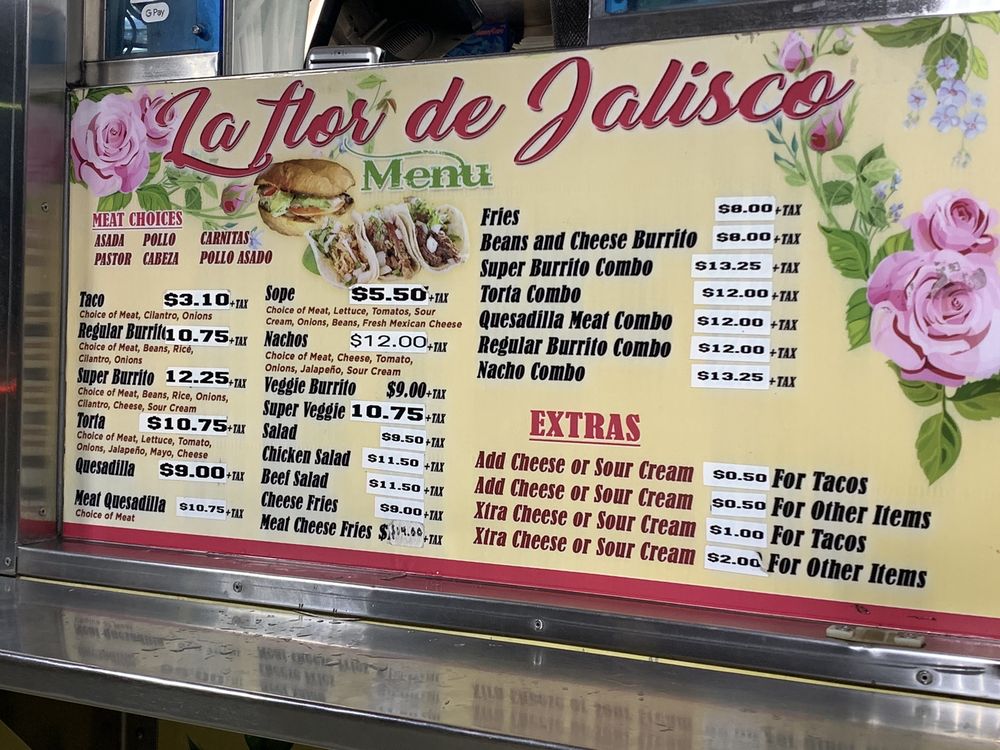 G Pay
La flor de Jalisco
Menu
MEAT CHOICES
ASADA POLLO CARNITAS
PASTOR CABEZA POLLO ASADO
Taco $3.10+TAX
Choice of Meat, Cilantro, Onions
Regular Burrito 10.75+TAX
Choice of Meat, Beans, Rice,
Cilantro, Onions
Super Burrito 12.25+TAX
Choice of Meat, Beans, Rice, Onions,
Cilantro, Cheese, Sour Cream
Torta $10.75+TAX
Choice of Meat, Lettuce, Tomato,
Onions, Jalapeño, Mayo, Cheese
Quesadilla $9.00+TAX
Meat Quesadilla $10.75+TAX
Choice of Meat
Sope $5.50+TAX
Choice of Meat, Lettuce, Tomatos, Sour
Cream, Onions, Beans, Fresh Mexican Cheese
Nachos $12.00+TAX
Choice of Meat, Cheese, Tomato,
Onions, Jalapeño, Sour Cream
Veggie Burrito $9.00+TAX
Super Veggie 10.75+TAX
Salad $9.50+TAX
Chicken Salad $11.50+TAX
Beef Salad $11.50+TAX
Cheese Fries $9.00+TAX
Meat Cheese Fries +TAX
Fries $8.00+TAX
Beans and Cheese Burrito $8.00+TAX
Super Burrito Combo $13.25+TAX
Torta Combo $12.00+TAX
Quesadilla Meat Combo $12.00+TAX
Regular Burrito Combo $12.00+TAX
Nacho Combo $13.25+TAX
EXTRAS
Add Cheese or Sour Cream $0.50 For Tacos
Add Cheese or Sour Cream $0.50 For Other Items
Xtra Cheese or Sour Cream $1.00 For Tacos
Xtra Cheese or Sour Cream $2.00 For Other Items